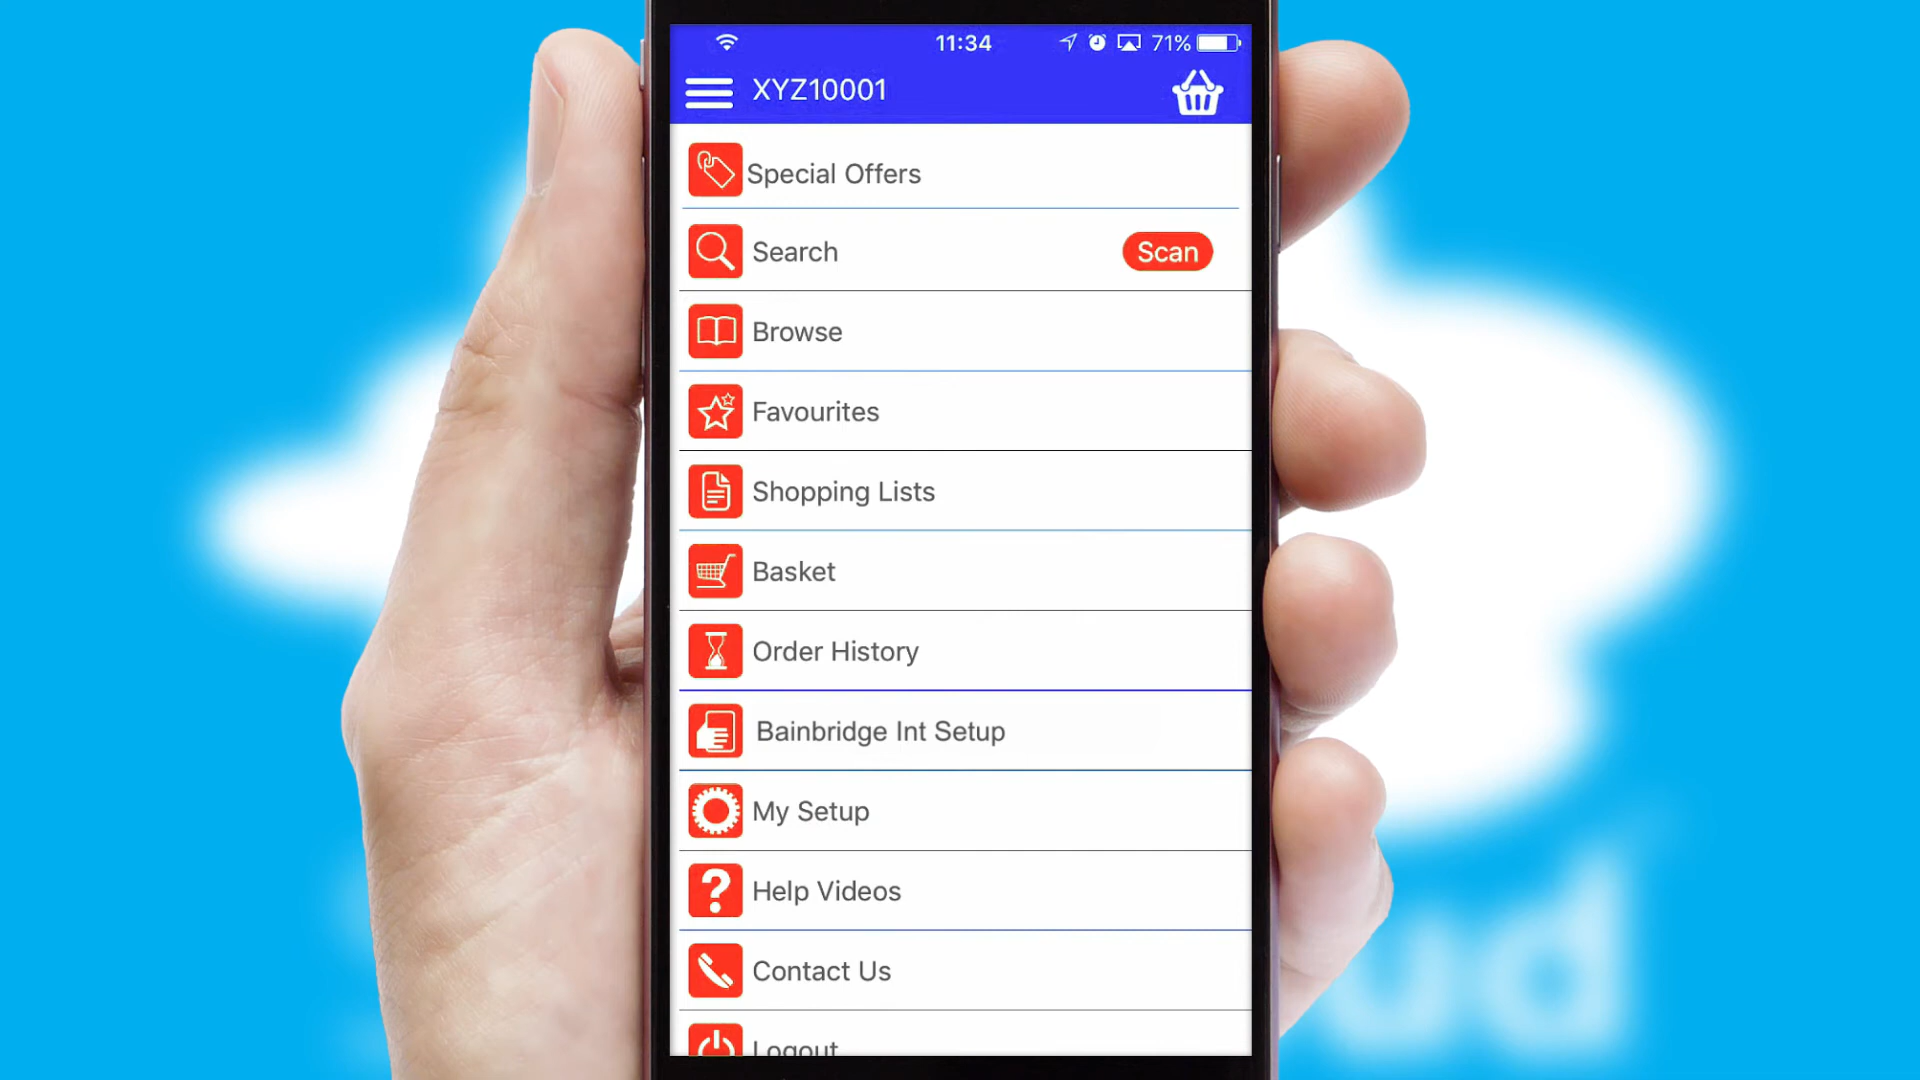 11:34 71%
XYZ10001
Special Offers
Search Scan
Browse
Favourites
Shopping Lists
Basket
Order History
Bainbridge Int Setup
My Setup
Help Videos
Contact Us
Logout
ud